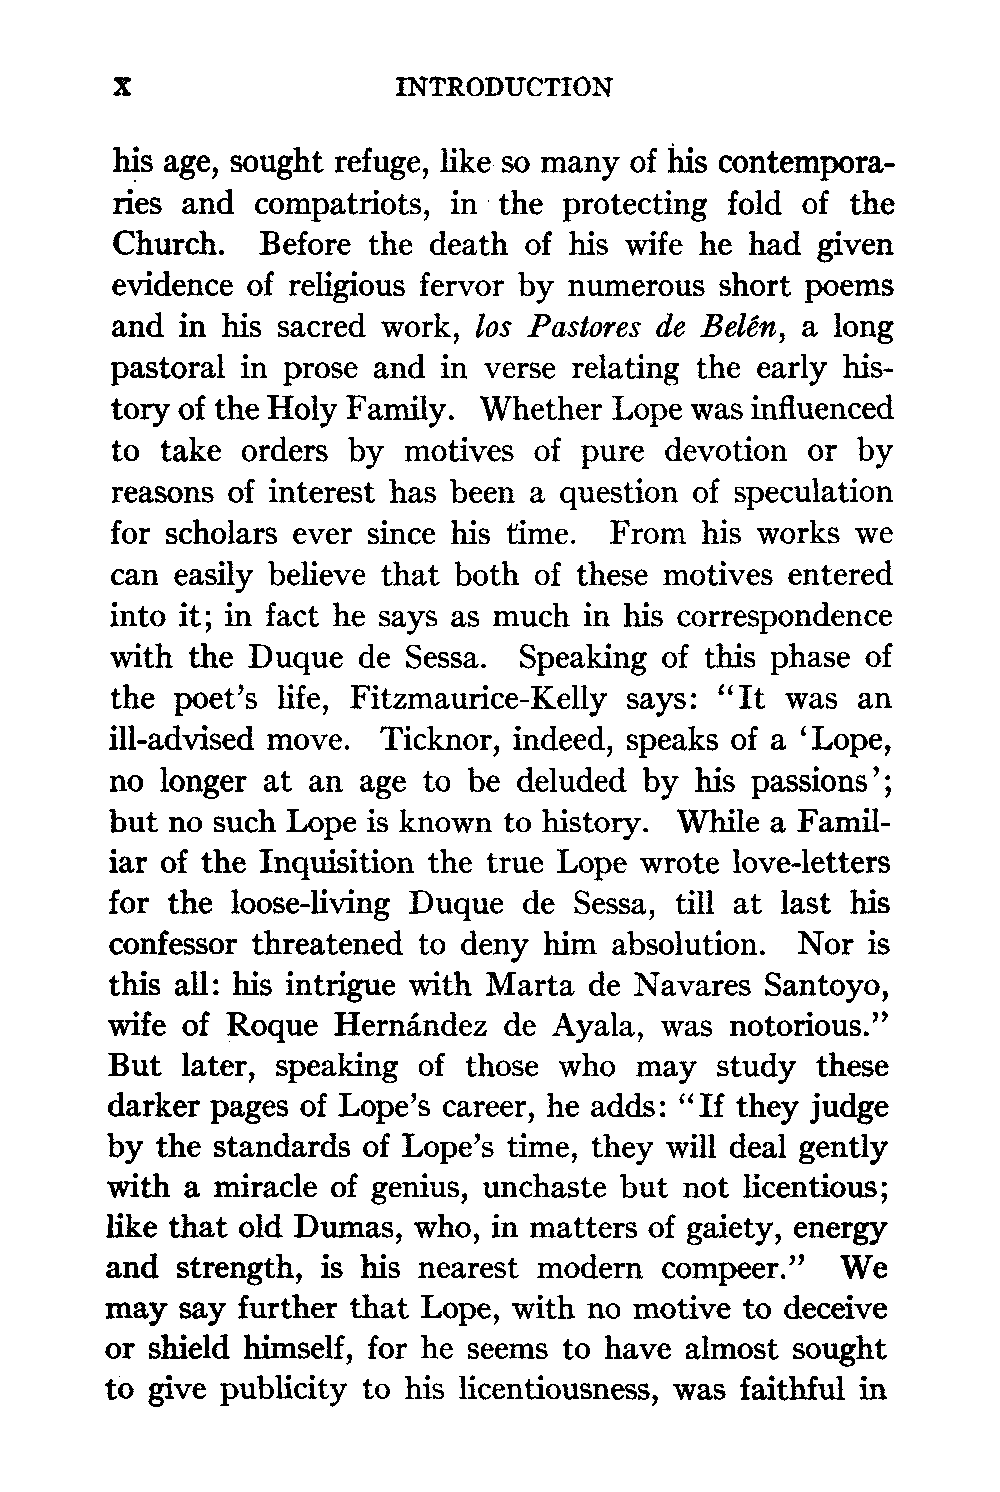 X INTRODUCTION
his age, sought refuge, like so many of his contempora-
ries and compatriots, in the protecting fold of the
Church. Before the death of his wife he had given
evidence of religious fervor by numerous short poems
and in his sacred work, los Pastores de Belén, a long
pastoral in prose and in verse relating the early his-
tory of the Holy Family. Whether Lope was influenced
to take orders by motives of pure devotion or by
reasons of interest has been a question of speculation
for scholars ever since his time. From his works we
can easily believe that both of these motives entered
into it; in fact he says as much in his correspondence
with the Duque de Sessa. Speaking of this phase of
the poet's life, Fitzmaurice-Kelly says: "It was an
ill-advised move. Ticknor, indeed, speaks of a 'Lope,
no longer at an age to be deluded by his passions';
but no such Lope is known to history. While a Famil-
iar of the Inquisition the true Lope wrote love-letters
for the loose-living Duque de Sessa, till at last his
confessor threatened to deny him absolution. Nor is
this all: his intrigue with Marta de Navares Santoyo,
wife of Roque Hernández de Ayala, was notorious."
But later, speaking of those who may study these
darker pages of Lope's career, he adds: "If they judge
by the standards of Lope's time, they will deal gently
with a miracle of genius, unchaste but not licentious;
like that old Dumas, who, in matters of gaiety, energy
and strength, is his nearest modern compeer." We
may say further that Lope, with no motive to deceive
or shield himself, for he seems to have almost sought
to give publicity to his licentiousness, was faithful in